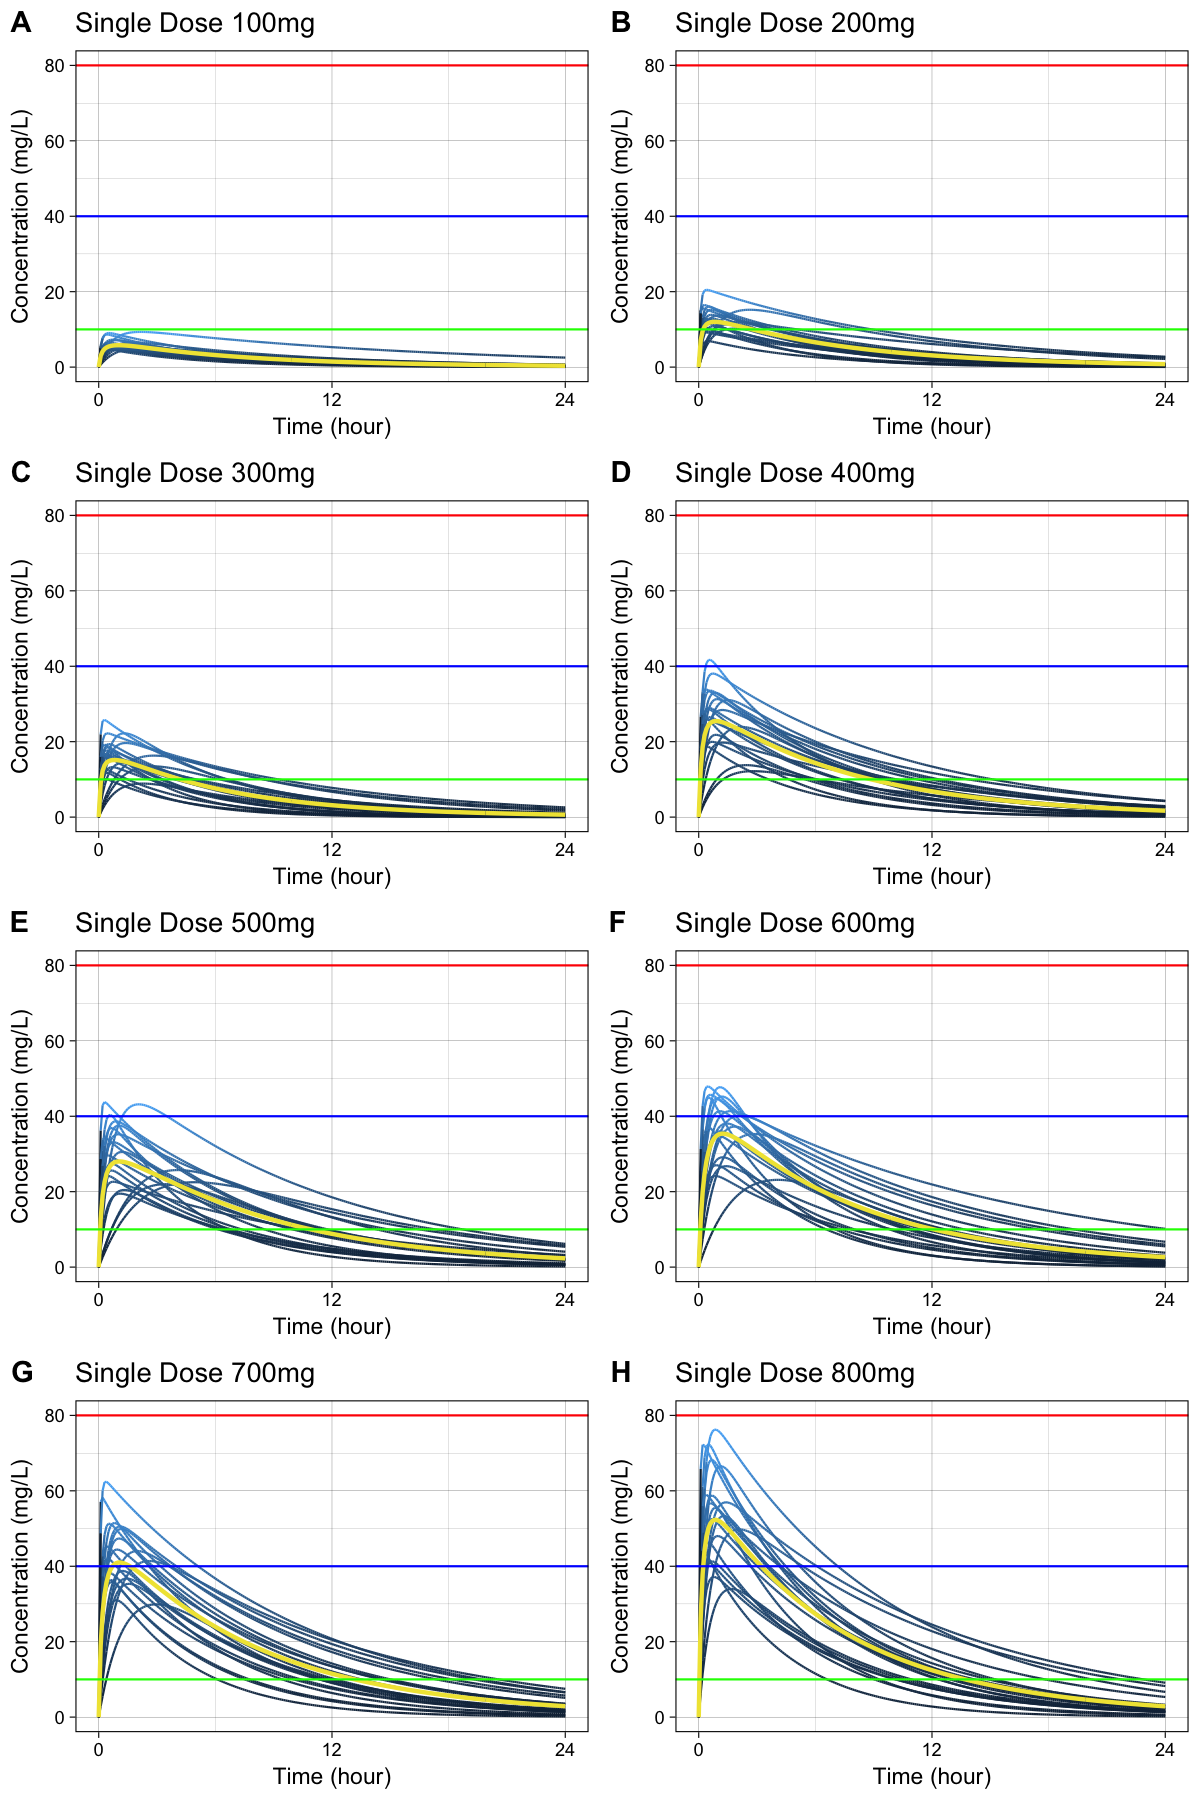 A Single Dose 100mg
Concentration (mg/L)
80
60
40
20
0
0 12 24
Time (hour)
B Single Dose 200mg
Concentration (mg/L)
80
60
40
20
0
0 12 24
Time (hour)
C Single Dose 300mg
Concentration (mg/L)
80
60
40
20
0
0 12 24
Time (hour)
D Single Dose 400mg
Concentration (mg/L)
80
60
40
20
0
0 12 24
Time (hour)
E Single Dose 500mg
Concentration (mg/L)
80
60
40
20
0
0 12 24
Time (hour)
F Single Dose 600mg
Concentration (mg/L)
80
60
40
20
0
0 12 24
Time (hour)
G Single Dose 700mg
Concentration (mg/L)
80
60
40
20
0
0 12 24
Time (hour)
H Single Dose 800mg
Concentration (mg/L)
80
60
40
20
0
0 12 24
Time (hour)